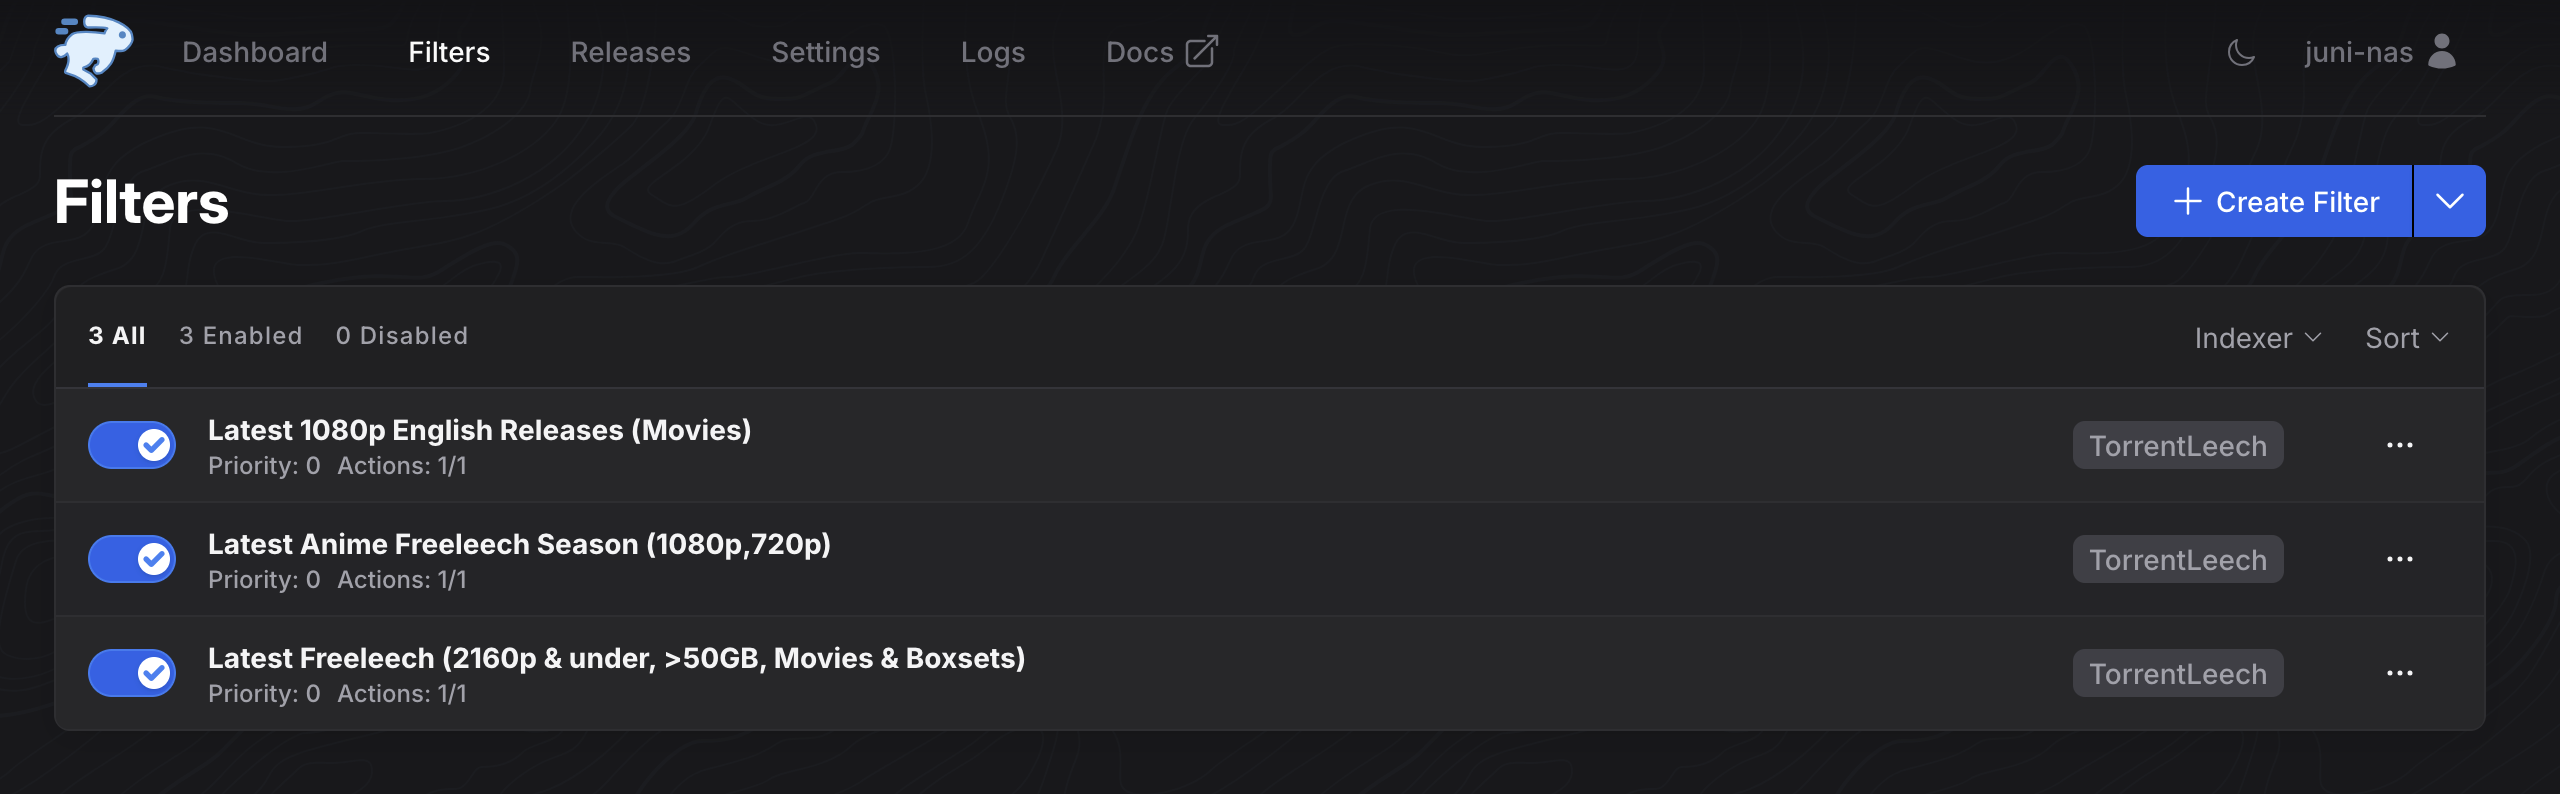 Dashboard Filters Releases Settings Logs Docs juni-nas
Filters
Create Filter
3 All 3 Enabled 0 Disabled Indexer Sort
Latest 1080p English Releases (Movies)
Priority: 0 Actions: 1/1
TorrentLeech
Latest Anime Freeleech Season (1080p,720p)
Priority: 0 Actions: 1/1
TorrentLeech
Latest Freeleech (2160p & under, >50GB, Movies & Boxsets)
Priority: 0 Actions: 1/1
TorrentLeech